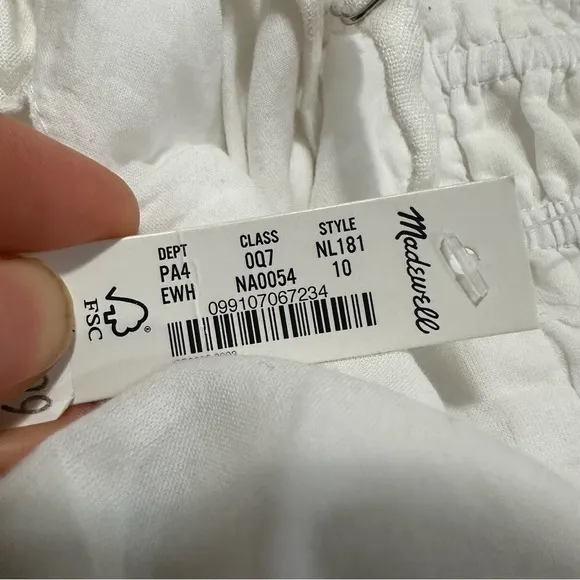 DEPT CLASS STYLE
PA4 0Q7 NL181
EWH NA0054 10
099107067234
Madewell
FSC